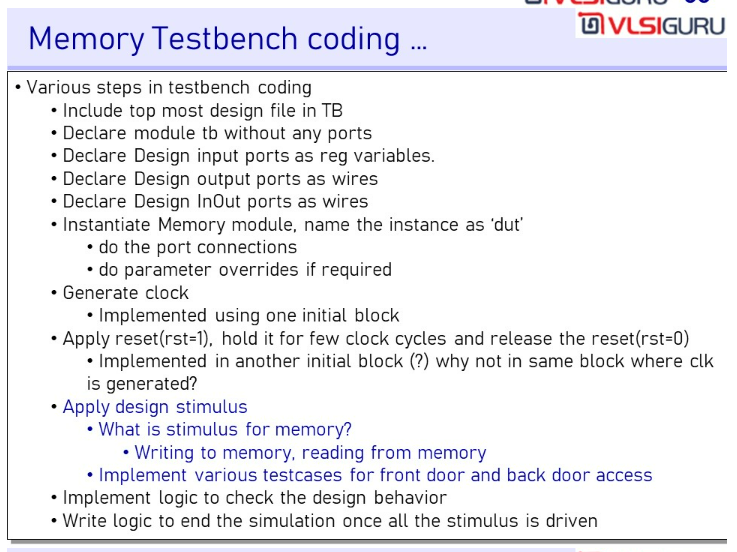 VLSIGURU
Memory Testbench coding ...
VLSIGURU
• Various steps in testbench coding
• Include top most design file in TB
• Declare module tb without any ports
• Declare Design input ports as reg variables.
• Declare Design output ports as wires
• Declare Design InOut ports as wires
• Instantiate Memory module, name the instance as ‘dut’
• do the port connections
• do parameter overrides if required
• Generate clock
• Implemented using one initial block
• Apply reset(rst=1), hold it for few clock cycles and release the reset(rst=0)
• Implemented in another initial block (?) why not in same block where clk
is generated?
• Apply design stimulus
• What is stimulus for memory?
• Writing to memory, reading from memory
• Implement various testcases for front door and back door access
• Implement logic to check the design behavior
• Write logic to end the simulation once all the stimulus is driven